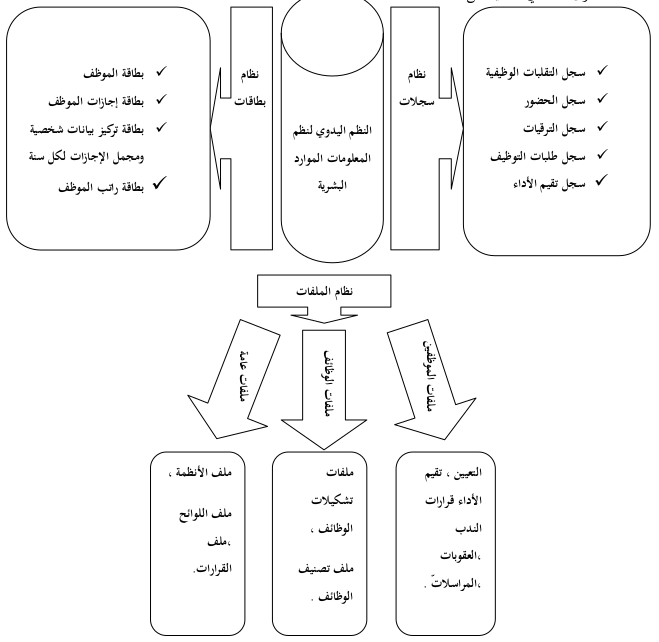 سجل التقلبات الوظيفية
سجل الحضور
سجل الترقيات
سجل طلبات التوظيف
سجل تقيم الأداء
نظام
سجلات
النظم اليدوي لنظم
المعلومات الموارد
البشرية
نظام
بطاقات
بطاقة الموظف
بطاقة إجازات الموظف
بطاقة تركيز بيانات شخصية
ومجمل الإجازات لكل سنة
بطاقة راتب الموظف
نظام الملفات
ملفات الموظفين
ملفات الوظائف
ملفات عامة
التعيين ، تقيم
الأداء قرارات
الندب
،العقوبات
،المراسلات .
ملفات
تشكيلات
الوظائف ،
ملف تصنيف
الوظائف .
ملف الأنظمة ،
ملف اللوائح
،ملف
القرارات.